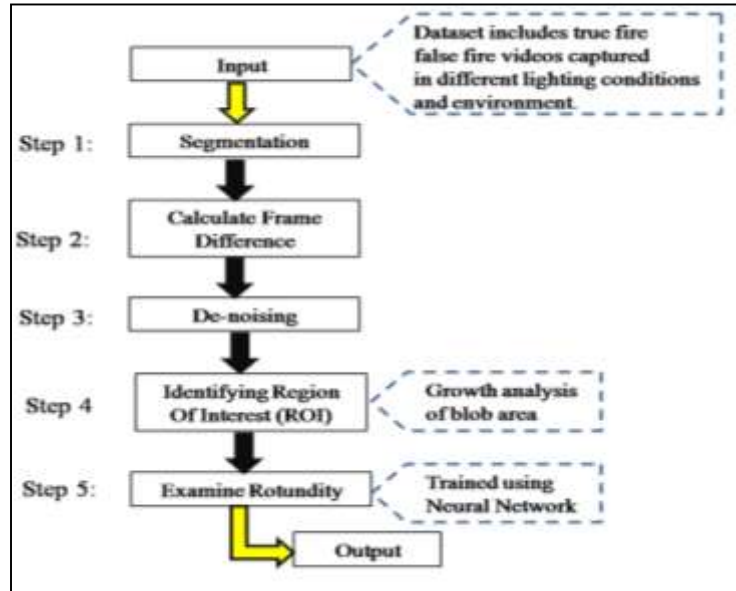 Input
Dataset includes true fire
false fire videos captured
in different lighting conditions
and environment.
Step 1:
Segmentation
Step 2:
Calculate Frame
Difference
Step 3:
De-noising
Step 4
Identifying Region
Of Interest (ROI)
Growth analysis
of blob area
Step 5:
Examine Rotundity
Trained using
Neural Network
Output